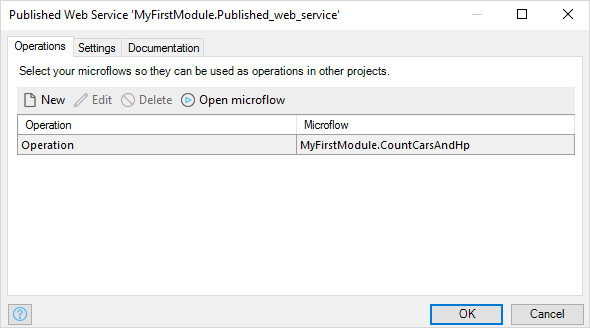 Published Web Service 'MyFirstModule.Published_web_service'
Operations Settings Documentation
Select your microflows so they can be used as operations in other projects.
New Edit Delete Open microflow
Operation Microflow
Operation MyFirstModule.CountCarsAndHp
? OK Cancel